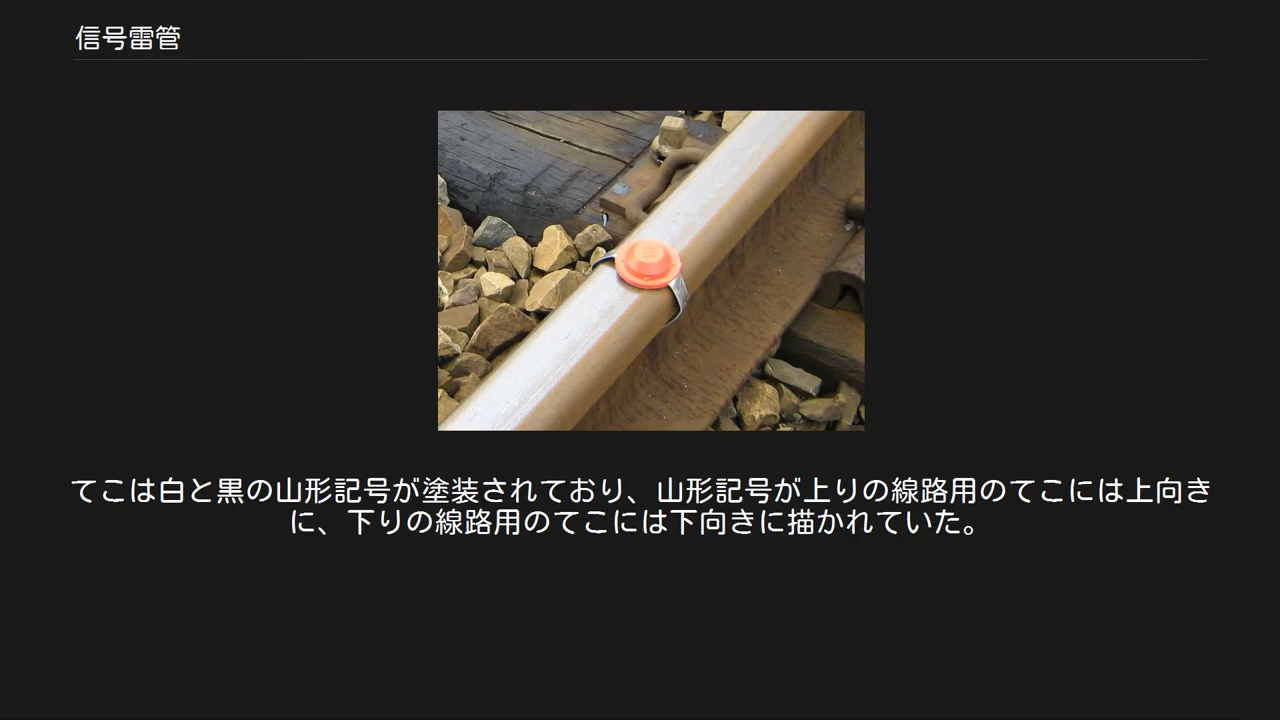 信号雷管
てこは白と黒の山形記号が塗装されており、山形記号が上りの線路用のてこには上向き
に、下りの線路用のてこには下向きに描かれていた。